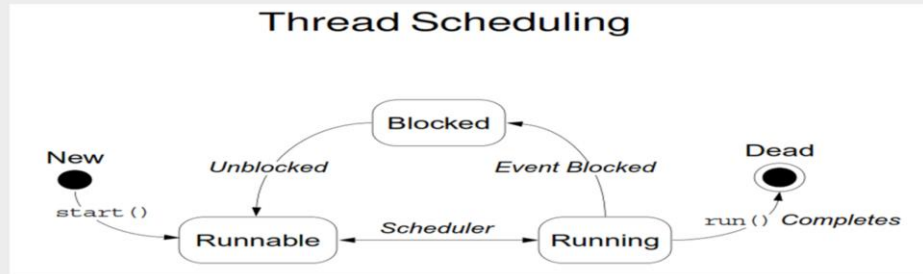 Thread Scheduling
Blocked
New
Dead
Unblocked
Event Blocked
start()
run() Completes
Scheduler
Runnable
Running